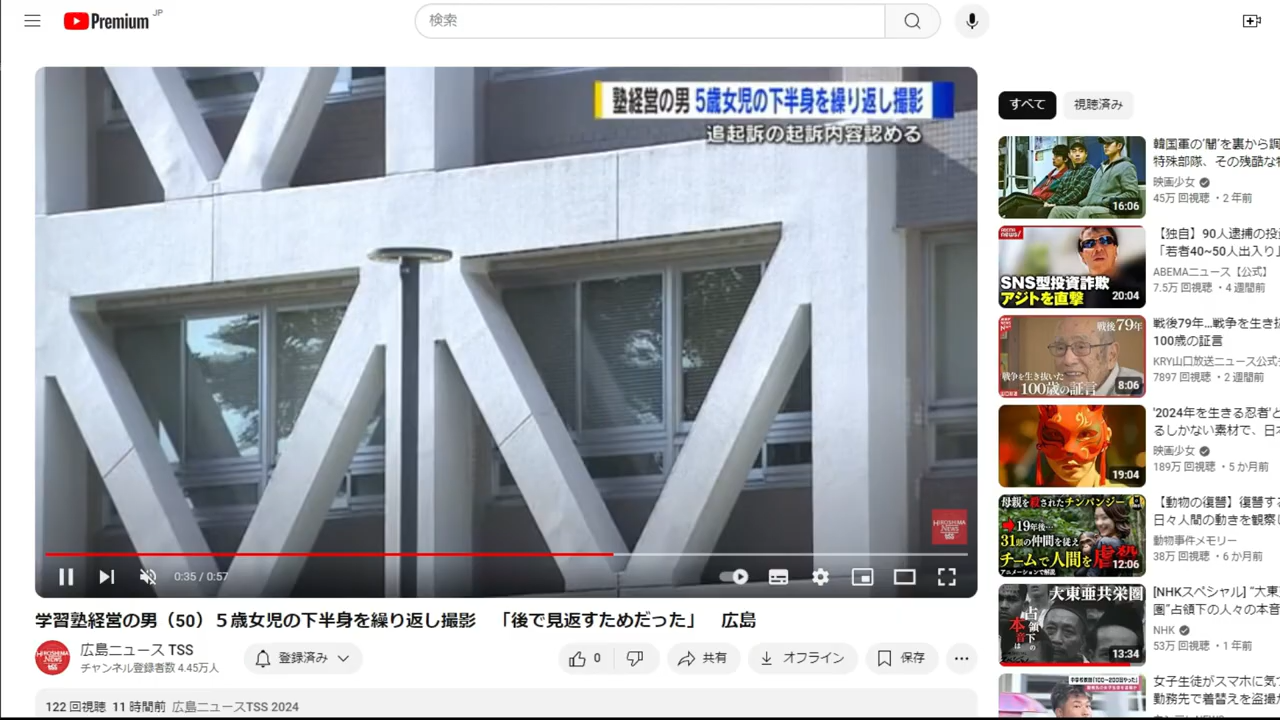 Premium JP
検索
塾経営の男 5歳女児の下半身を繰り返し撮影
追起訴の起訴内容認める
HIROSHIMA NEWS TSS
0:35 / 0:57
学習塾経営の男（50）５歳女児の下半身を繰り返し撮影　「後で見返すためだった」　広島
広島ニュース TSS
チャンネル登録者数 4.45万人
登録済み
0
共有
オフライン
保存
122 回視聴 11 時間前 広島ニュースTSS 2024
すべて
視聴済み
16:06
韓国軍の'闇'を裏から
特殊部隊、その残酷な
映画少女
45万 回視聴・2 年前
ABEMA NEWS/
SNS型投資詐欺
アジトを直撃
20:04
【独自】90人逮捕の投
「若者40~50人出入り」
ABEMAニュース【公式】
7.5万 回視聴・4 週間前
戦後79年
戦争を生き抜いた
100歳の証言
8:06
戦後79年…戦争を生き
100歳の証言
KRY山口放送ニュース公式
7897 回視聴・2 週間前
19:04
'2024年を生きる忍者'と
るしかない素材で、日
映画少女
189万 回視聴・5 か月前
母親を殺されたチンパンジー
19年後…
31頭の仲間を従え
チームで人間を虐殺
アニメーションで解説
12:06
【動物の復讐】復讐す
日々人間の動きを観察
動物事件メモリー
38万 回視聴・6 か月前
大東亜共栄圏
占領下の
本音は
13:34
[NHKスペシャル] “大東
圏”占領下の人々の本音
NHK
53万 回視聴・1 年前
女子生徒がスマホに気
勤務先で着替えを盗撮